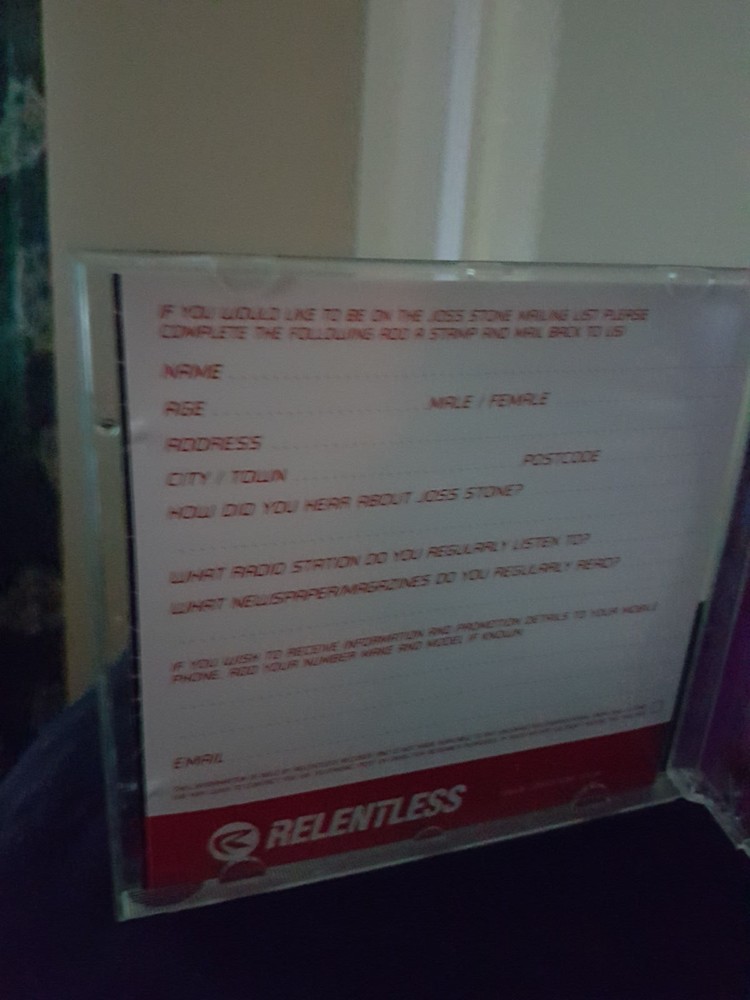 IF YOU WOULD LIKE TO BE ON THE JOSS STONE MAILING LIST PLEASE
COMPLETE THE FOLLOWING ADD A STAMP AND MAIL BACK TO US!
NAME
AGE MALE / FEMALE
ADDRESS
CITY / TOWN POSTCODE
HOW DID YOU HEAR ABOUT JOSS STONE?
WHAT RADIO STATION DO YOU REGULARLY LISTEN TO?
WHAT NEWSPAPER/MAGAZINES DO YOU REGULARLY READ?
IF YOU WISH TO RECEIVE INFORMATION AND PROMOTION DETAILS TO YOUR MOBILE
PHONE, ADD YOUR NUMBER MAKE AND MODEL IF KNOWN
EMAIL
RELENTLESS